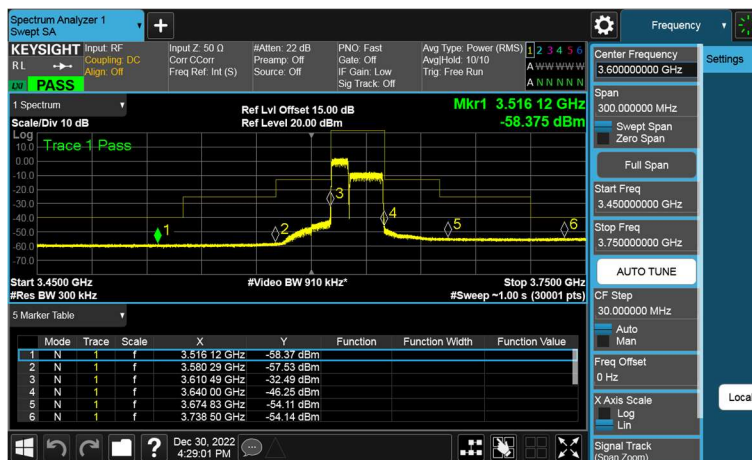 Spectrum Analyzer 1
Swept SA
Frequency
KEYSIGHT
Input: RF
Coupling: DC
Align: Off
Input Z: 50 Ω
Corr CCorr
Freq Ref: Int (S)
#Atten: 22 dB
Preamp: Off
Source: Off
PNO: Fast
Gate: Off
IF Gain: Low
Sig Track: Off
Avg Type: Power (RMS)
Avg|Hold: 10/10
Trig: Free Run
1 2 3 4 5 6
A W W W W W
A N N N N N
R L
LXI PASS
1 Spectrum
Scale/Div 10 dB
Ref Lvl Offset 15.00 dB
Ref Level 20.00 dBm
Mkr1 3.516 12 GHz
-58.375 dBm
Log
Trace 1 Pass
10.0
0.00
-10.0
-20.0
-30.0
-40.0
-50.0
-60.0
-70.0
1
2
3
4
5
6
Start 3.4500 GHz
#Res BW 300 kHz
#Video BW 910 kHz*
Stop 3.7500 GHz
#Sweep ~1.00 s (30001 pts)
5 Marker Table
Mode Trace Scale X Y Function Function Width Function Value
1 N 1 f 3.516 12 GHz -58.37 dBm
2 N 1 f 3.580 29 GHz -57.53 dBm
3 N 1 f 3.610 49 GHz -32.49 dBm
4 N 1 f 3.640 00 GHz -46.25 dBm
5 N 1 f 3.674 83 GHz -54.11 dBm
6 N 1 f 3.738 50 GHz -54.14 dBm
?
Dec 30, 2022
4:29:01 PM
Center Frequency
3.600000000 GHz
Settings
Span
300.000000 MHz
Swept Span
Zero Span
Full Span
Start Freq
3.450000000 GHz
Stop Freq
3.750000000 GHz
AUTO TUNE
CF Step
30.000000 MHz
Auto
Man
Freq Offset
0 Hz
X Axis Scale
Log
Lin
Local
Signal Track
(Span Zoom)